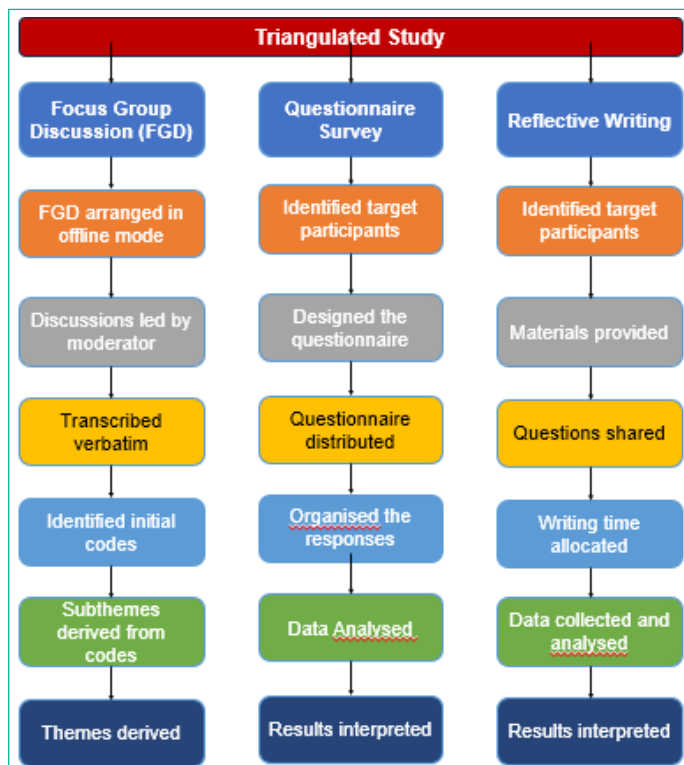 Triangulated Study
Focus Group
Discussion (FGD)
FGD arranged in
offline mode
Discussions led by
moderator
Transcribed
verbatim
Identified initial
codes
Subthemes
derived from
codes
Themes derived
Questionnaire
Survey
Identified target
participants
Designed the
questionnaire
Questionnaire
distributed
Organised the
responses
Data Analysed
Results interpreted
Reflective Writing
Identified target
participants
Materials provided
Questions shared
Writing time
allocated
Data collected and
analysed
Results interpreted